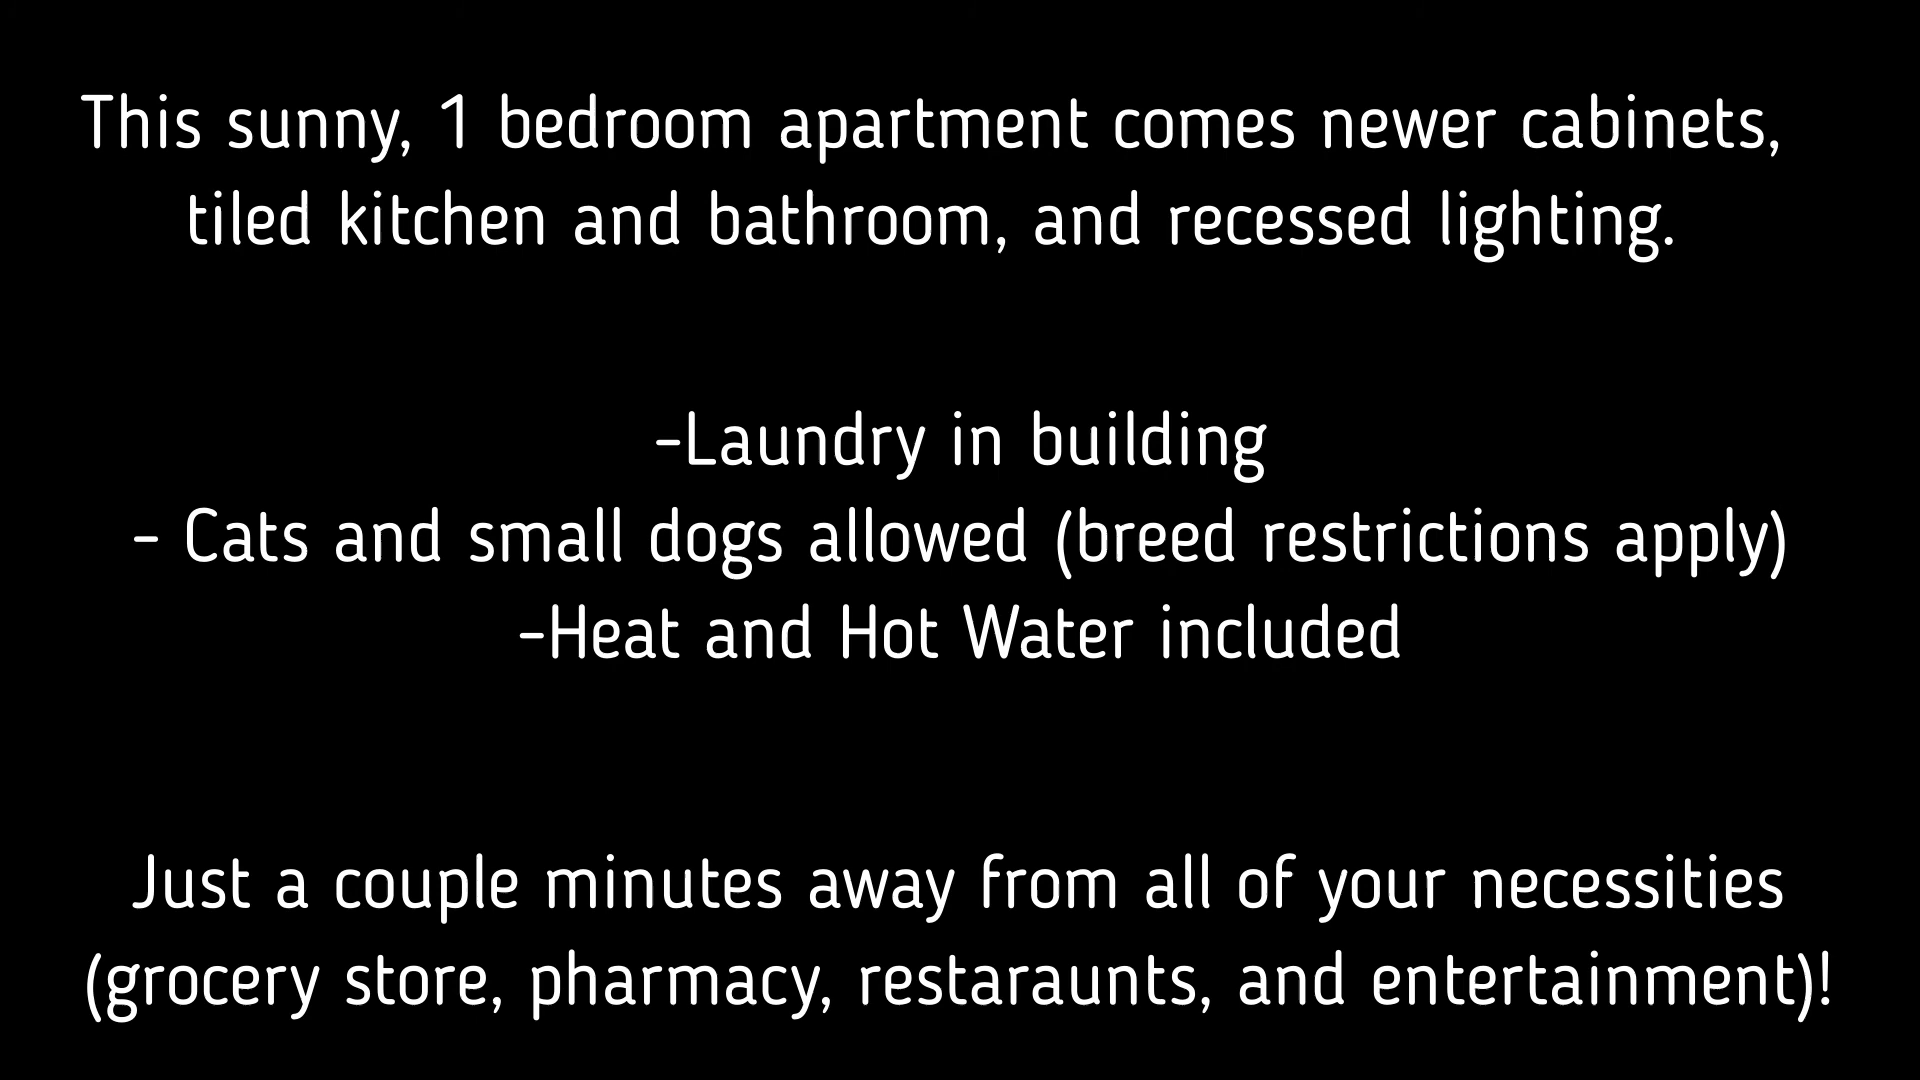 This sunny, 1 bedroom apartment comes newer cabinets,
tiled kitchen and bathroom, and recessed lighting.
-Laundry in building
- Cats and small dogs allowed (breed restrictions apply)
-Heat and Hot Water included
Just a couple minutes away from all of your necessities
(grocery store, pharmacy, restaraunts, and entertainment)!